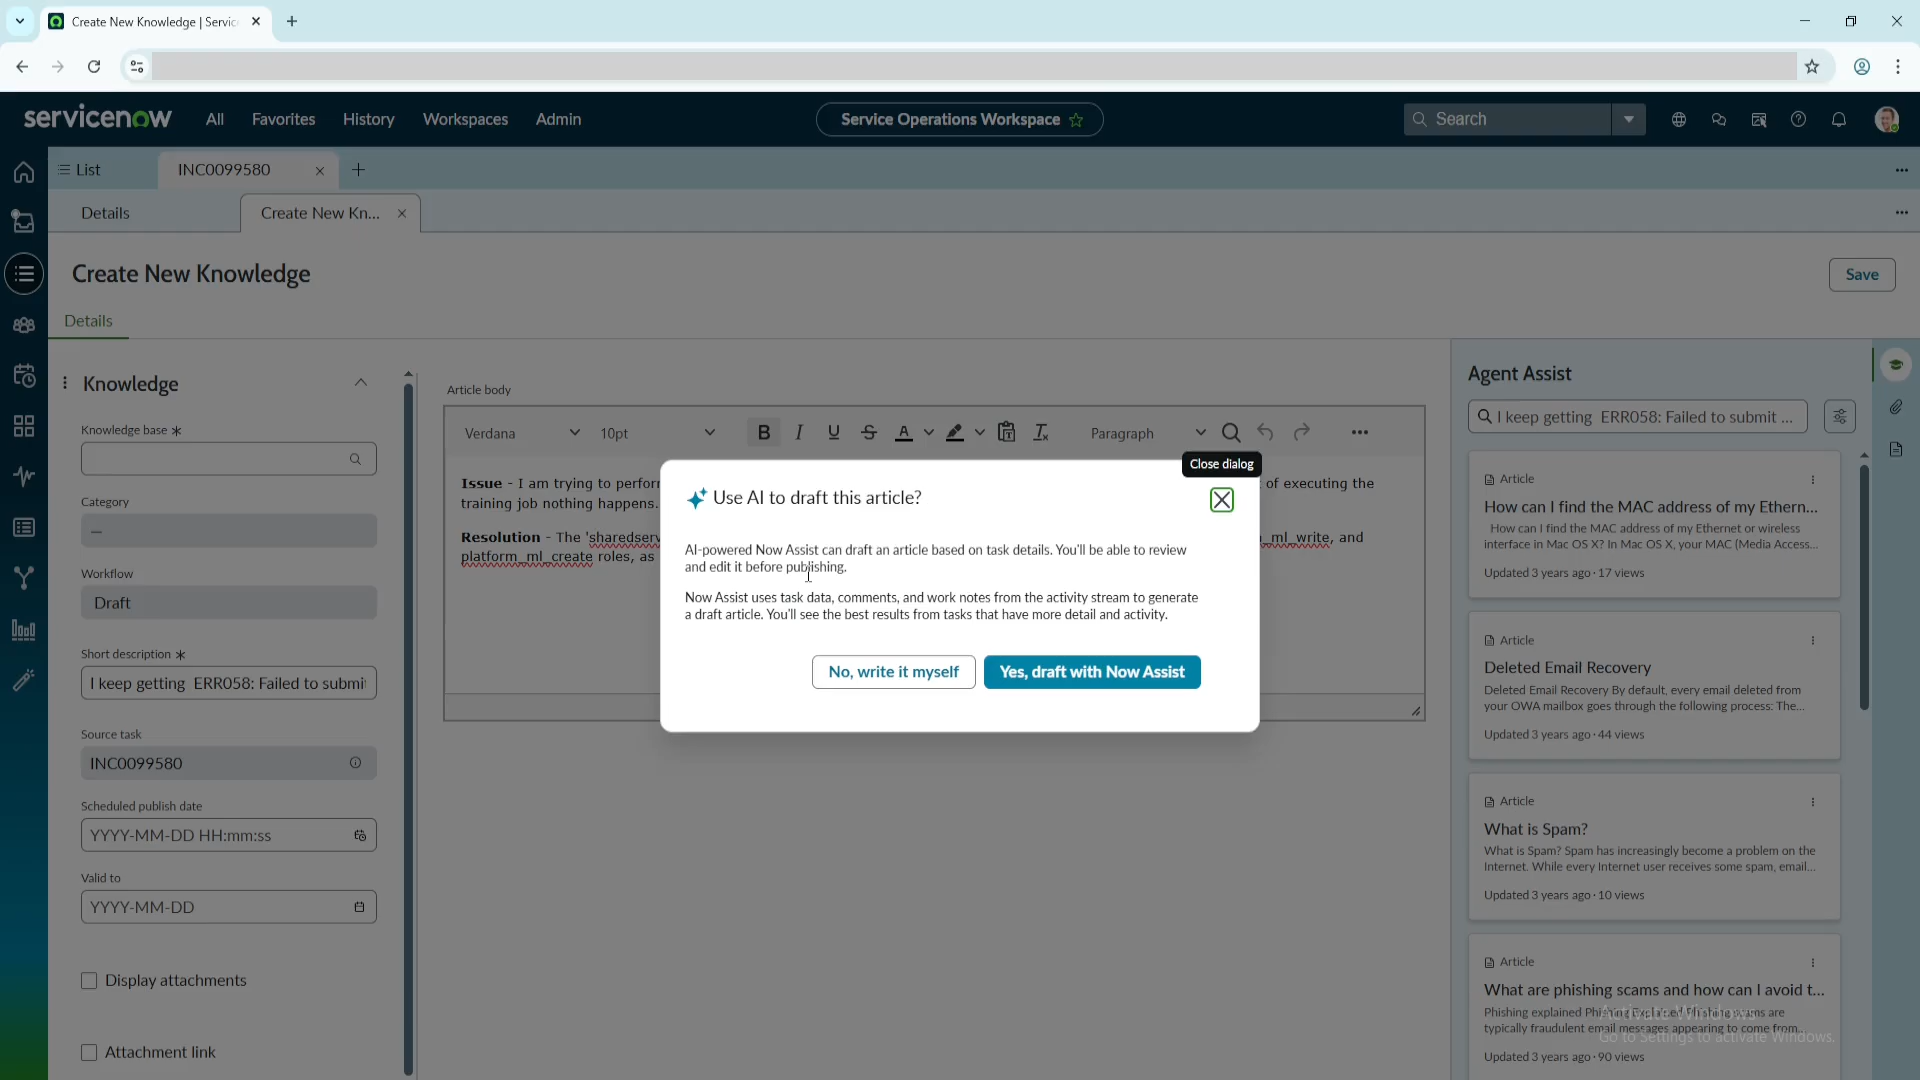 Create New Knowledge | Servic
servicenow
All
Favorites
History
Workspaces
Admin
Service Operations Workspace
Search
List
INC0099580
Details
Create New Kn...
Create New Knowledge
Save
Details
Knowledge
Knowledge base
Category
Workflow
Draft
Short description
I keep getting ERR058: Failed to submi
Source task
INC0099580
Scheduled publish date
YYYY-MM-DD HH:mm:ss
Valid to
YYYY-MM-DD
Display attachments
Attachment link
Article body
Verdana
10pt
B
I
U
S
A
Paragraph
Issue - I am trying to perfor
of executing the
training job nothing happens.
Resolution - The 'sharedserv
_ml_write, and
platform_ml_create roles, as
Close dialog
Use AI to draft this article?
AI-powered Now Assist can draft an article based on task details. You'll be able to review
and edit it before publishing.
Now Assist uses task data, comments, and work notes from the activity stream to generate
a draft article. You'll see the best results from tasks that have more detail and activity.
No, write it myself
Yes, draft with Now Assist
Agent Assist
I keep getting ERR058: Failed to submit ...
Article
How can I find the MAC address of my Ethern...
How can I find the MAC address of my Ethernet or wireless
interface in Mac OS X? In Mac OS X, your MAC (Media Access...
Updated 3 years ago · 17 views
Article
Deleted Email Recovery
Deleted Email Recovery By default, every email deleted from
your OWA mailbox goes through the following process: The...
Updated 3 years ago · 44 views
Article
What is Spam?
What is Spam? Spam has increasingly become a problem on the
Internet. While every Internet user receives some spam, email...
Updated 3 years ago · 10 views
Article
What are phishing scams and how can I avoid t...
Phishing explained
are
typically fraudulent email messages appearing to come from...
Updated 3 years ago · 90 views
Activate Windows
Go to Settings to activate Windows.